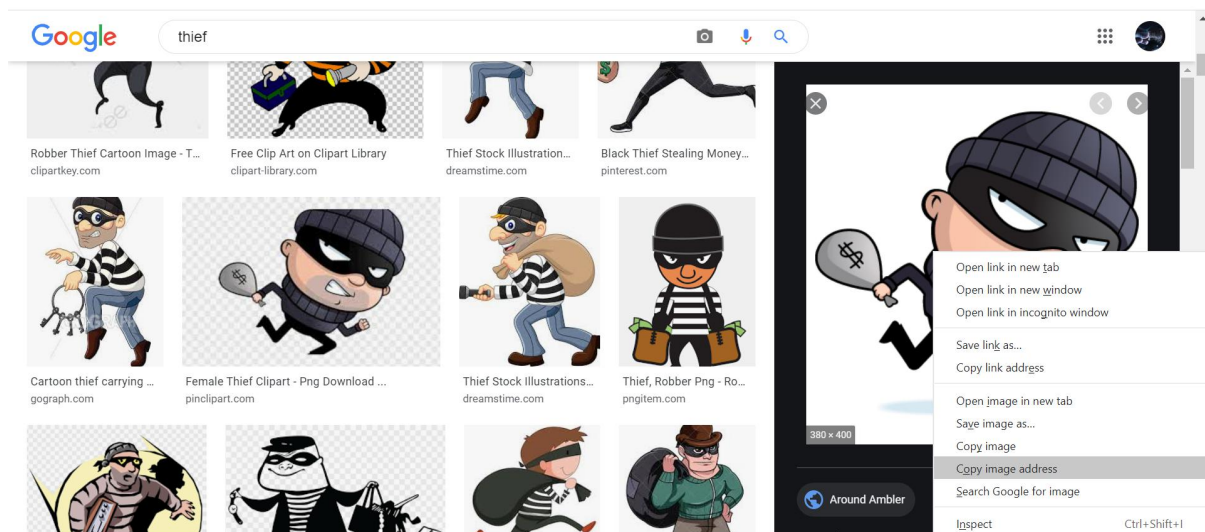 Google
thief
Robber Thief Cartoon Image - T...
clipartkey.com
Free Clip Art on Clipart Library
clipart-library.com
Thief Stock Illustration...
dreamstime.com
Black Thief Stealing Money...
pinterest.com
Cartoon thief carrying ...
gograph.com
Female Thief Clipart - Png Download ...
pinclipart.com
Thief Stock Illustrations...
dreamstime.com
Thief, Robber Png - Ro...
pngitem.com
$
$
$
380 × 400
Around Ambler
Open link in new tab
Open link in new window
Open link in incognito window
Save link as...
Copy link address
Open image in new tab
Save image as...
Copy image
Copy image address
Search Google for image
Inspect Ctrl+Shift+I